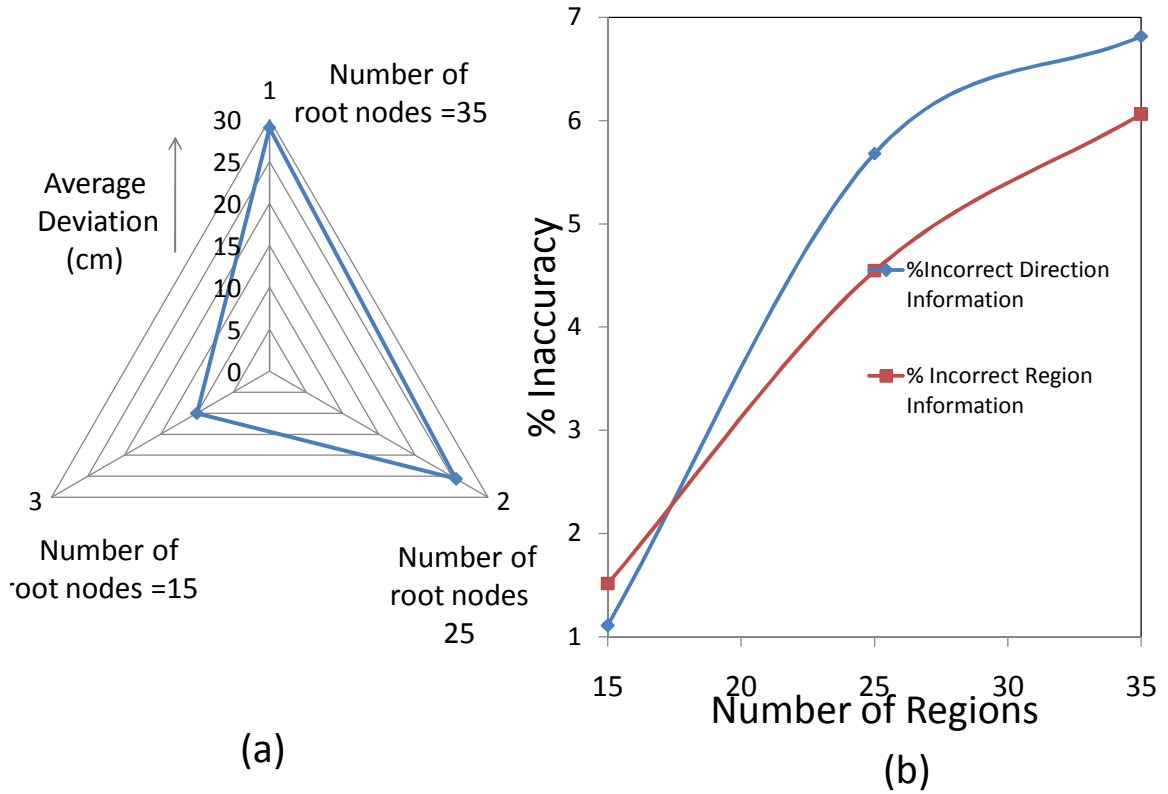 1
Number of
root nodes =35
30
25
20
15
10
5
0
Average
Deviation
(cm)
3
2
Number of
root nodes =15
Number of
root nodes
25
(a)
7
6
5
4
3
2
1
% Inaccuracy
%Incorrect Direction
Information
% Incorrect Region
Information
15 20 25 30 35
Number of Regions
(b)